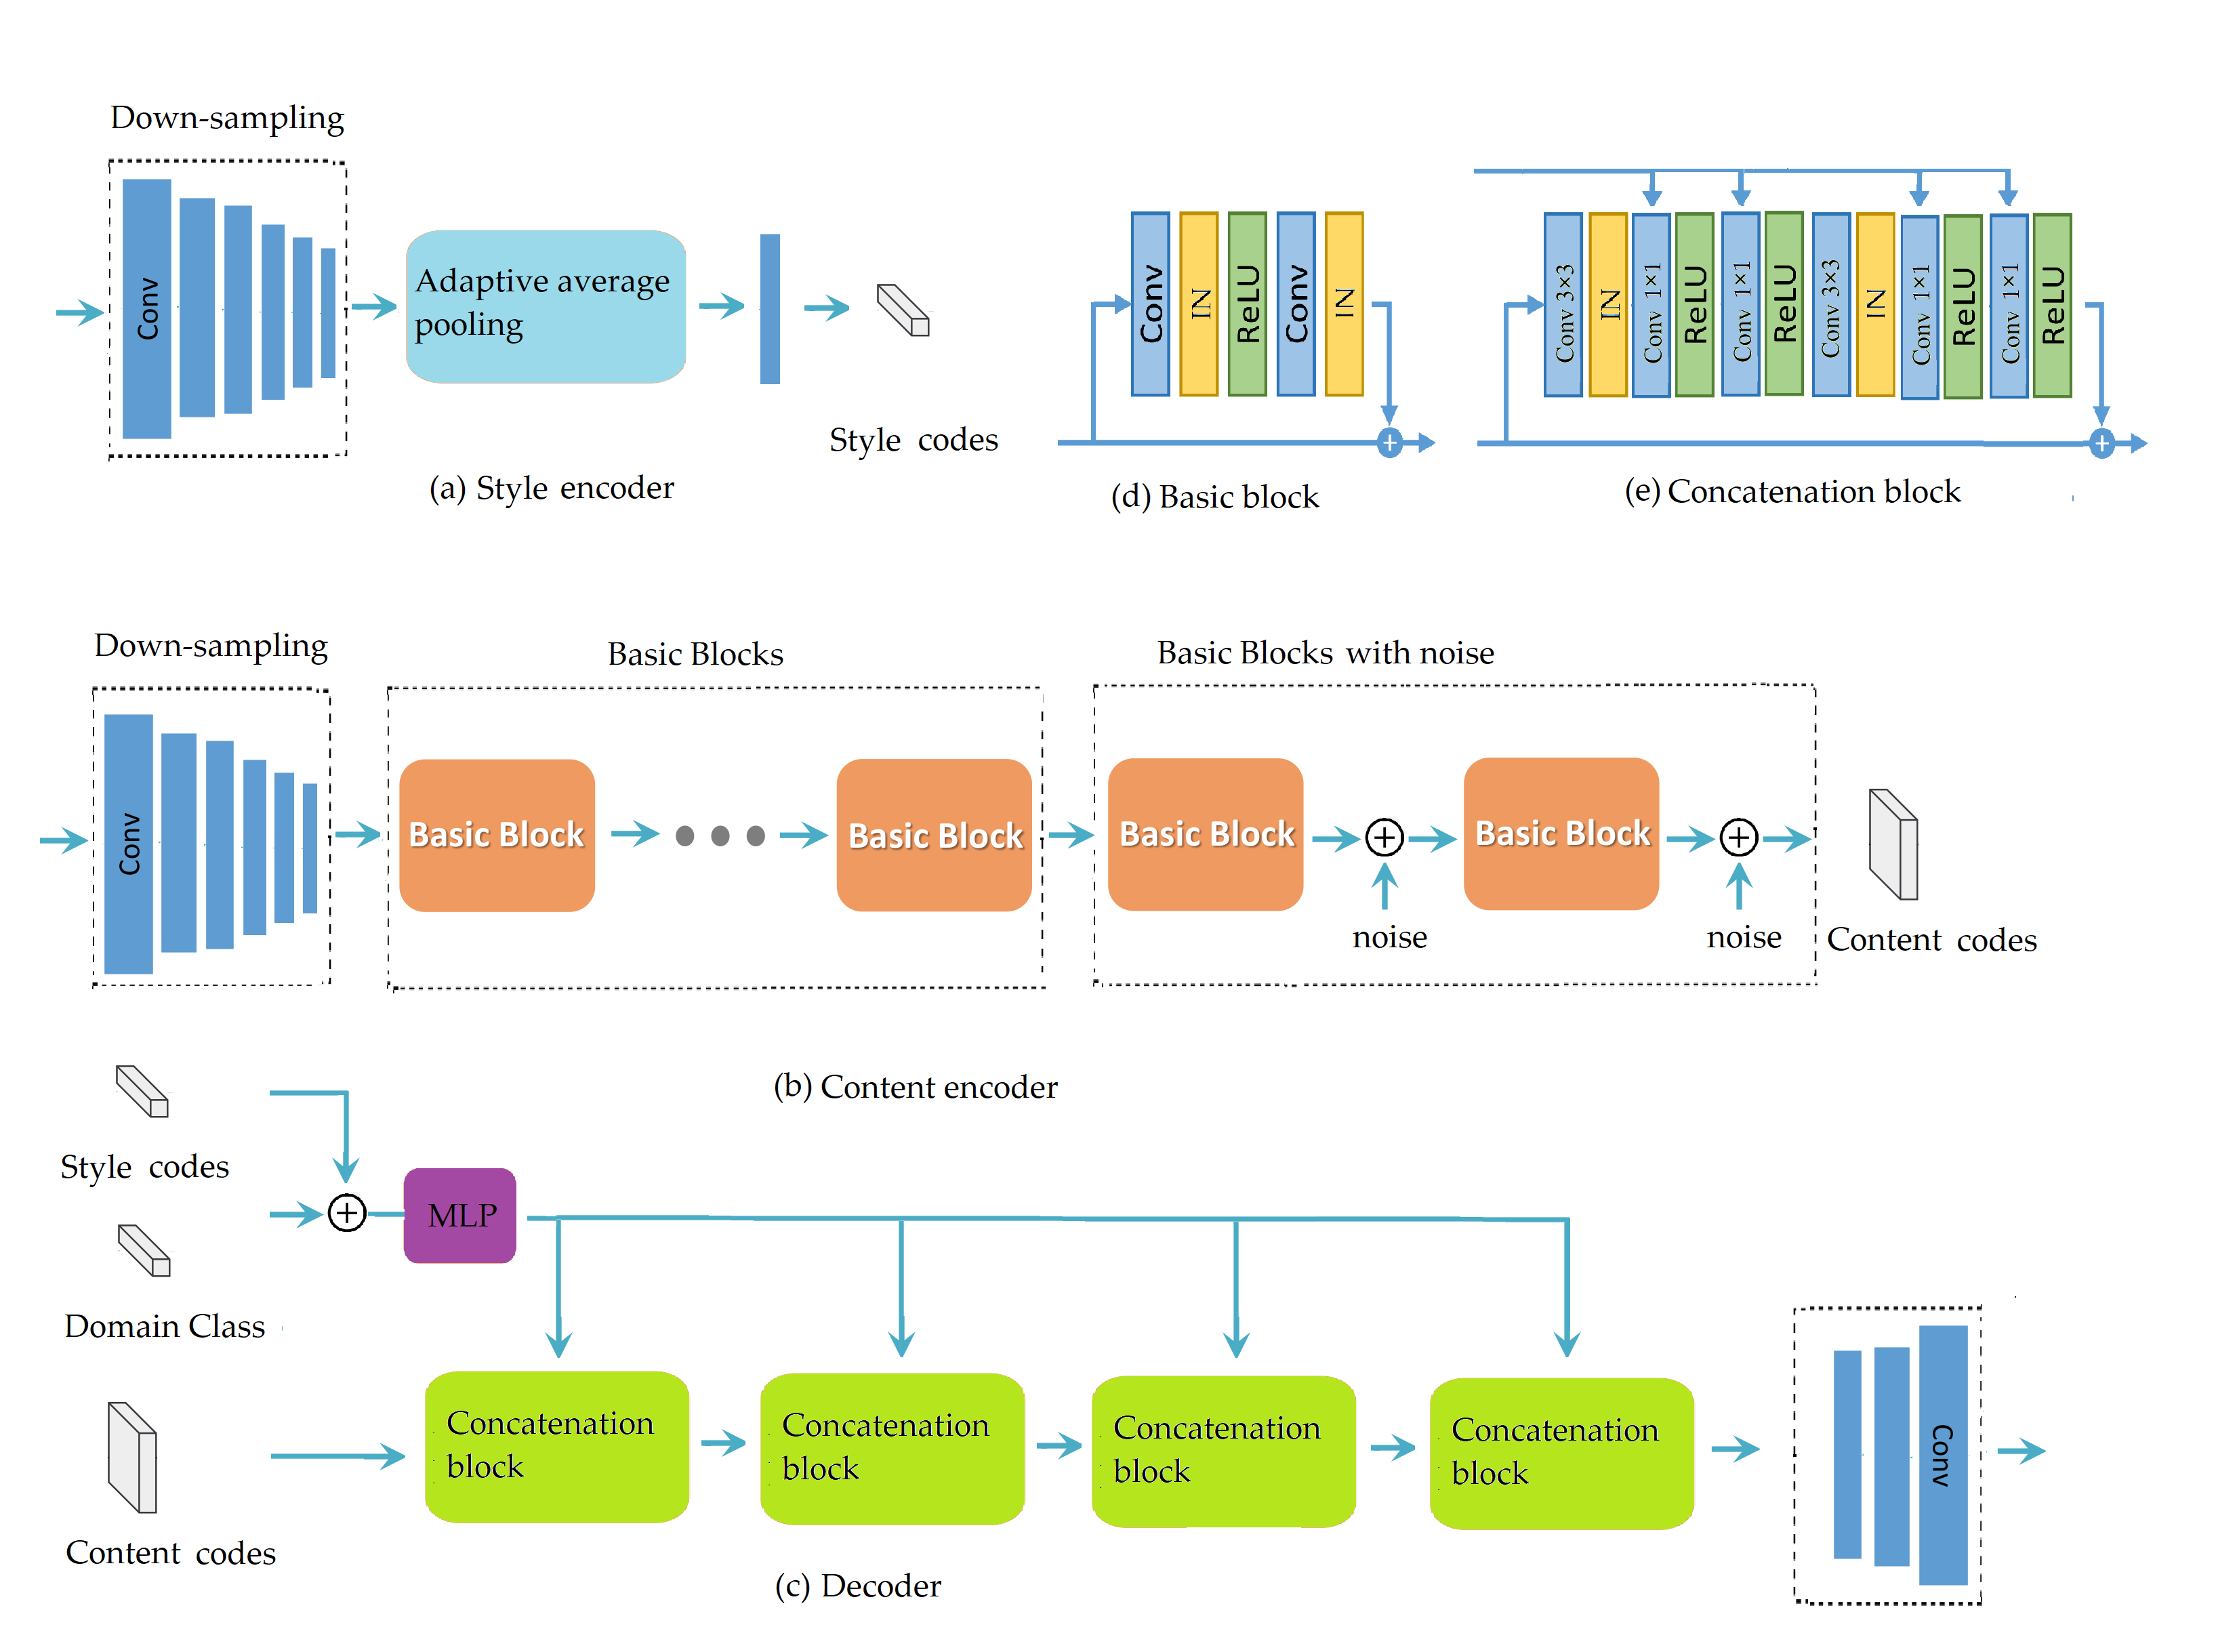 Down-sampling
Conv
Adaptive average
pooling
Style codes
(a) Style encoder
Conv
IN
ReLU
Conv
IN
(d) Basic block
Conv 3×3
IN
Conv 1×1
ReLU
Conv 1×1
ReLU
Conv 3×3
IN
Conv 1×1
ReLU
Conv 1×1
ReLU
(e) Concatenation block
Down-sampling
Basic Blocks
Basic Blocks with noise
Conv
Basic Block
Basic Block
Basic Block
Basic Block
noise
noise
Content codes
(b) Content encoder
Style codes
MLP
Domain Class
Content codes
Concatenation
block
Concatenation
block
Concatenation
block
Concatenation
block
Conv
(c) Decoder